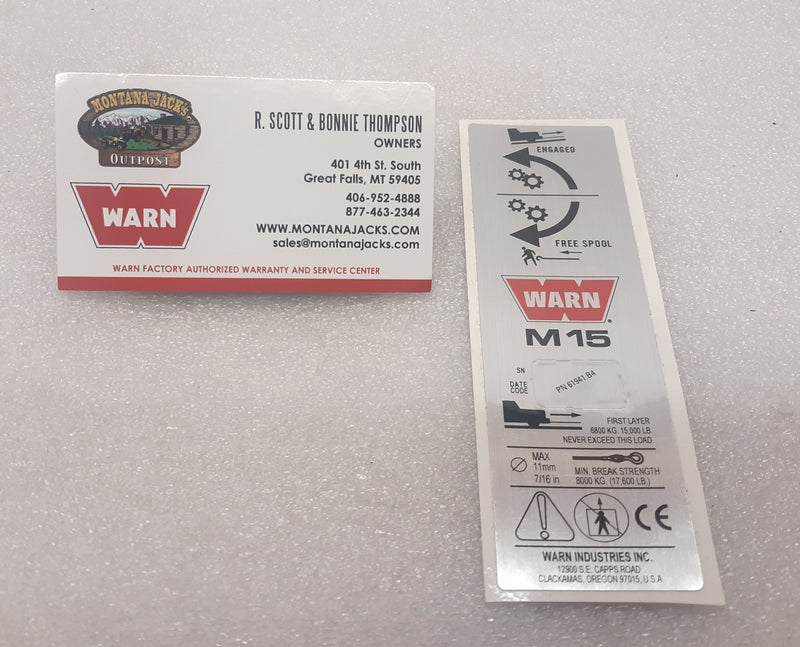 MONTANA JACK'S
OUTPOST
WARN
R. SCOTT & BONNIE THOMPSON
OWNERS
401 4th St. South
Great Falls, MT 59405
406-952-4888
877-463-2344
WWW.MONTANAJACKS.COM
sales@montanajacks.com
WARN FACTORY AUTHORIZED WARRANTY AND SERVICE CENTER
ENGAGED
FREE SPOOL
WARN
M 15
SN
DATE
CODE
PN 61941 B4
FIRST LAYER
6800 KG. 15,000 LB.
NEVER EXCEED THIS LOAD
MAX
11mm
7/16 in
MIN. BREAK STRENGTH
8000 KG. (17,600 LB.)
CE
WARN INDUSTRIES INC.
12900 S.E. CAPPS ROAD
CLACKAMAS, OREGON 97015, U.S.A